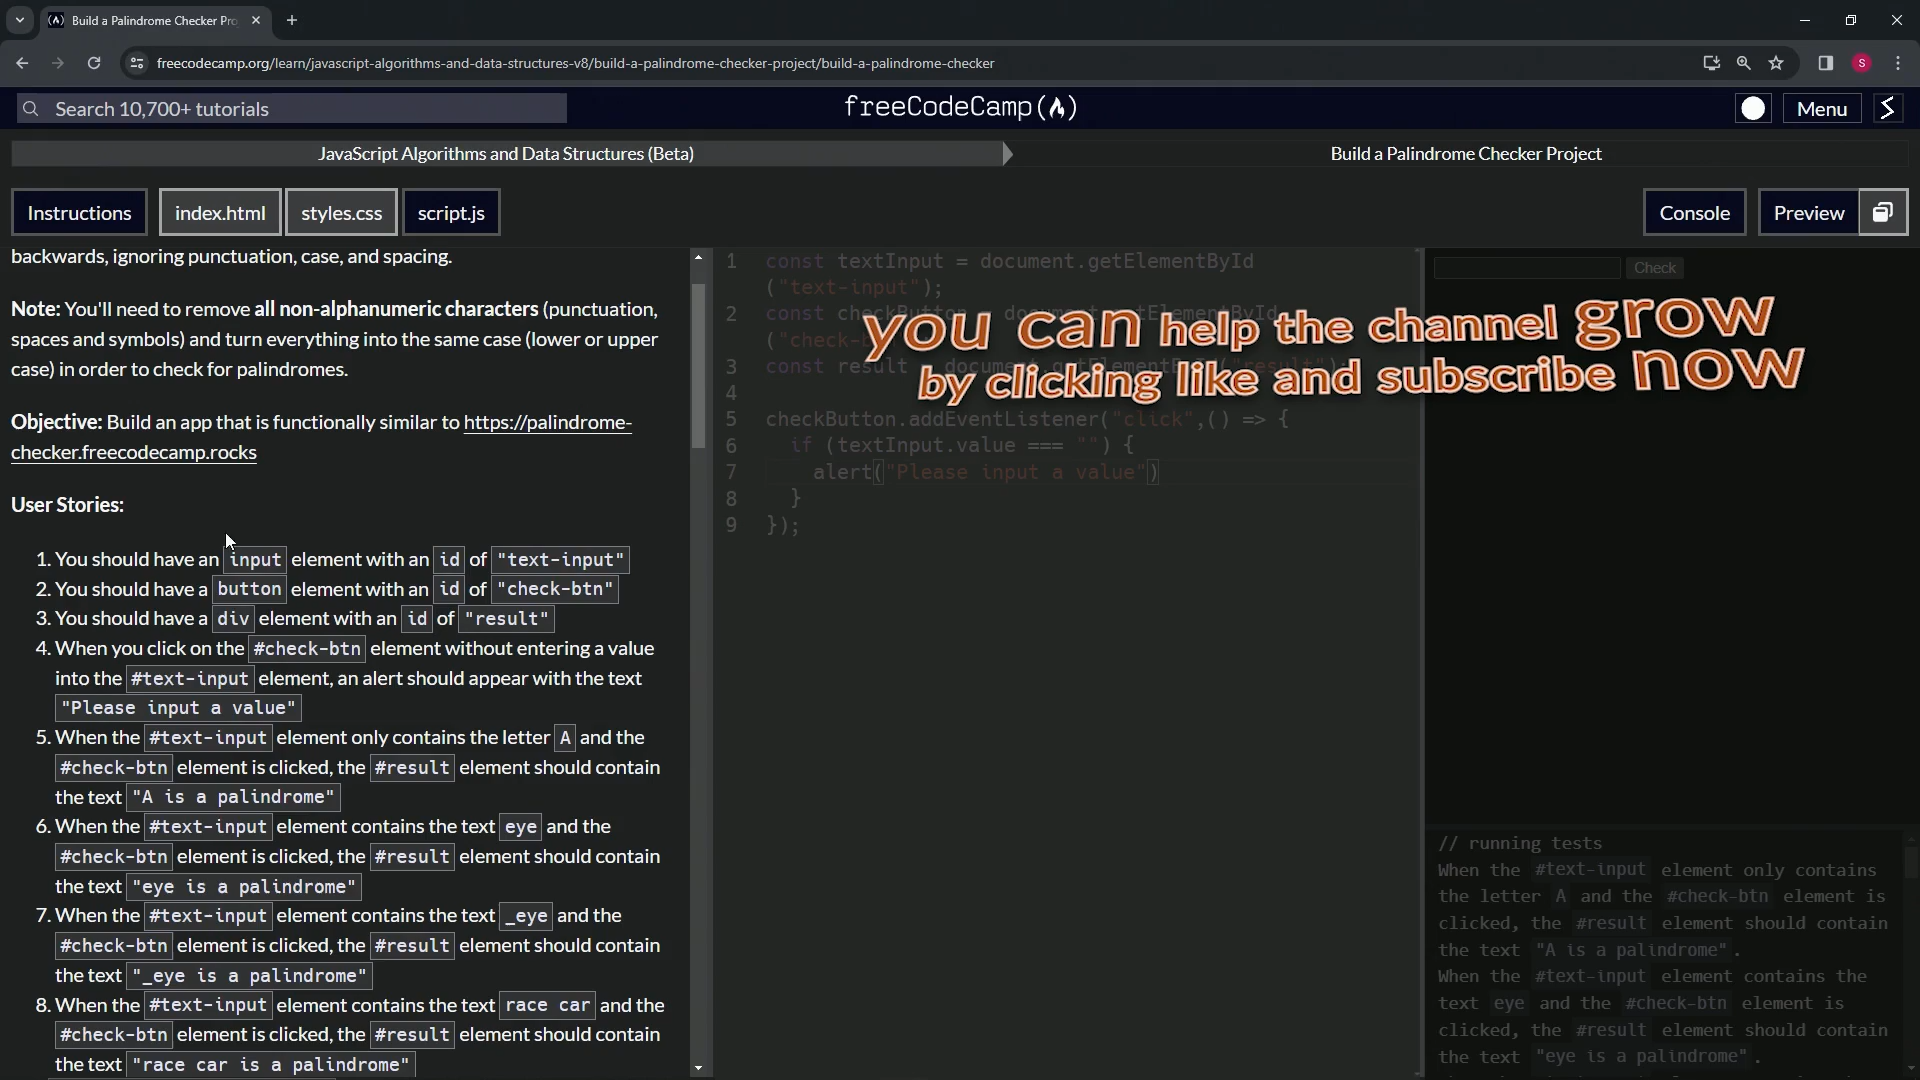 Build a Palindrome Checker Pro
freecodecamp.org/learn/javascript-algorithms-and-data-structures-v8/build-a-palindrome-checker-project/build-a-palindrome-checker
S
Search 10,700+ tutorials
freeCodeCamp
Menu
JavaScript Algorithms and Data Structures (Beta)
Build a Palindrome Checker Project
Instructions
index.html
styles.css
script.js
Console
Preview
backwards, ignoring punctuation, case, and spacing.
Note: You'll need to remove all non-alphanumeric characters (punctuation,
spaces and symbols) and turn everything into the same case (lower or upper
case) in order to check for palindromes.
Objective: Build an app that is functionally similar to https://palindrome-
checker.freecodecamp.rocks
User Stories:
1. You should have an input element with an id of "text-input"
2. You should have a button element with an id of "check-btn"
3. You should have a div element with an id of "result"
4. When you click on the #check-btn element without entering a value
into the #text-input element, an alert should appear with the text
"Please input a value"
5. When the #text-input element only contains the letter A and the
#check-btn element is clicked, the #result element should contain
the text "A is a palindrome"
6. When the #text-input element contains the text eye and the
#check-btn element is clicked, the #result element should contain
the text "eye is a palindrome"
7. When the #text-input element contains the text _eye and the
#check-btn element is clicked, the #result element should contain
the text "_eye is a palindrome"
8. When the #text-input element contains the text race car and the
#check-btn element is clicked, the #result element should contain
the text "race car is a palindrome"
1 const textInput = document.getElementById
("text-input");
2 const checkButton = document.getElementById
("check-b
3 const result = document.getElementById("result");
4
5 checkButton.addEventListener("click",() => {
6 if (textInput.value === "") {
7 alert("Please input a value")
8 }
9 });
you can help the channel grow
by clicking like and subscribe now
Check
// running tests
When the #text-input element only contains
the letter A and the #check-btn element is
clicked, the #result element should contain
the text "A is a palindrome".
When the #text-input element contains the
text eye and the #check-btn element is
clicked, the #result element should contain
the text "eye is a palindrome".